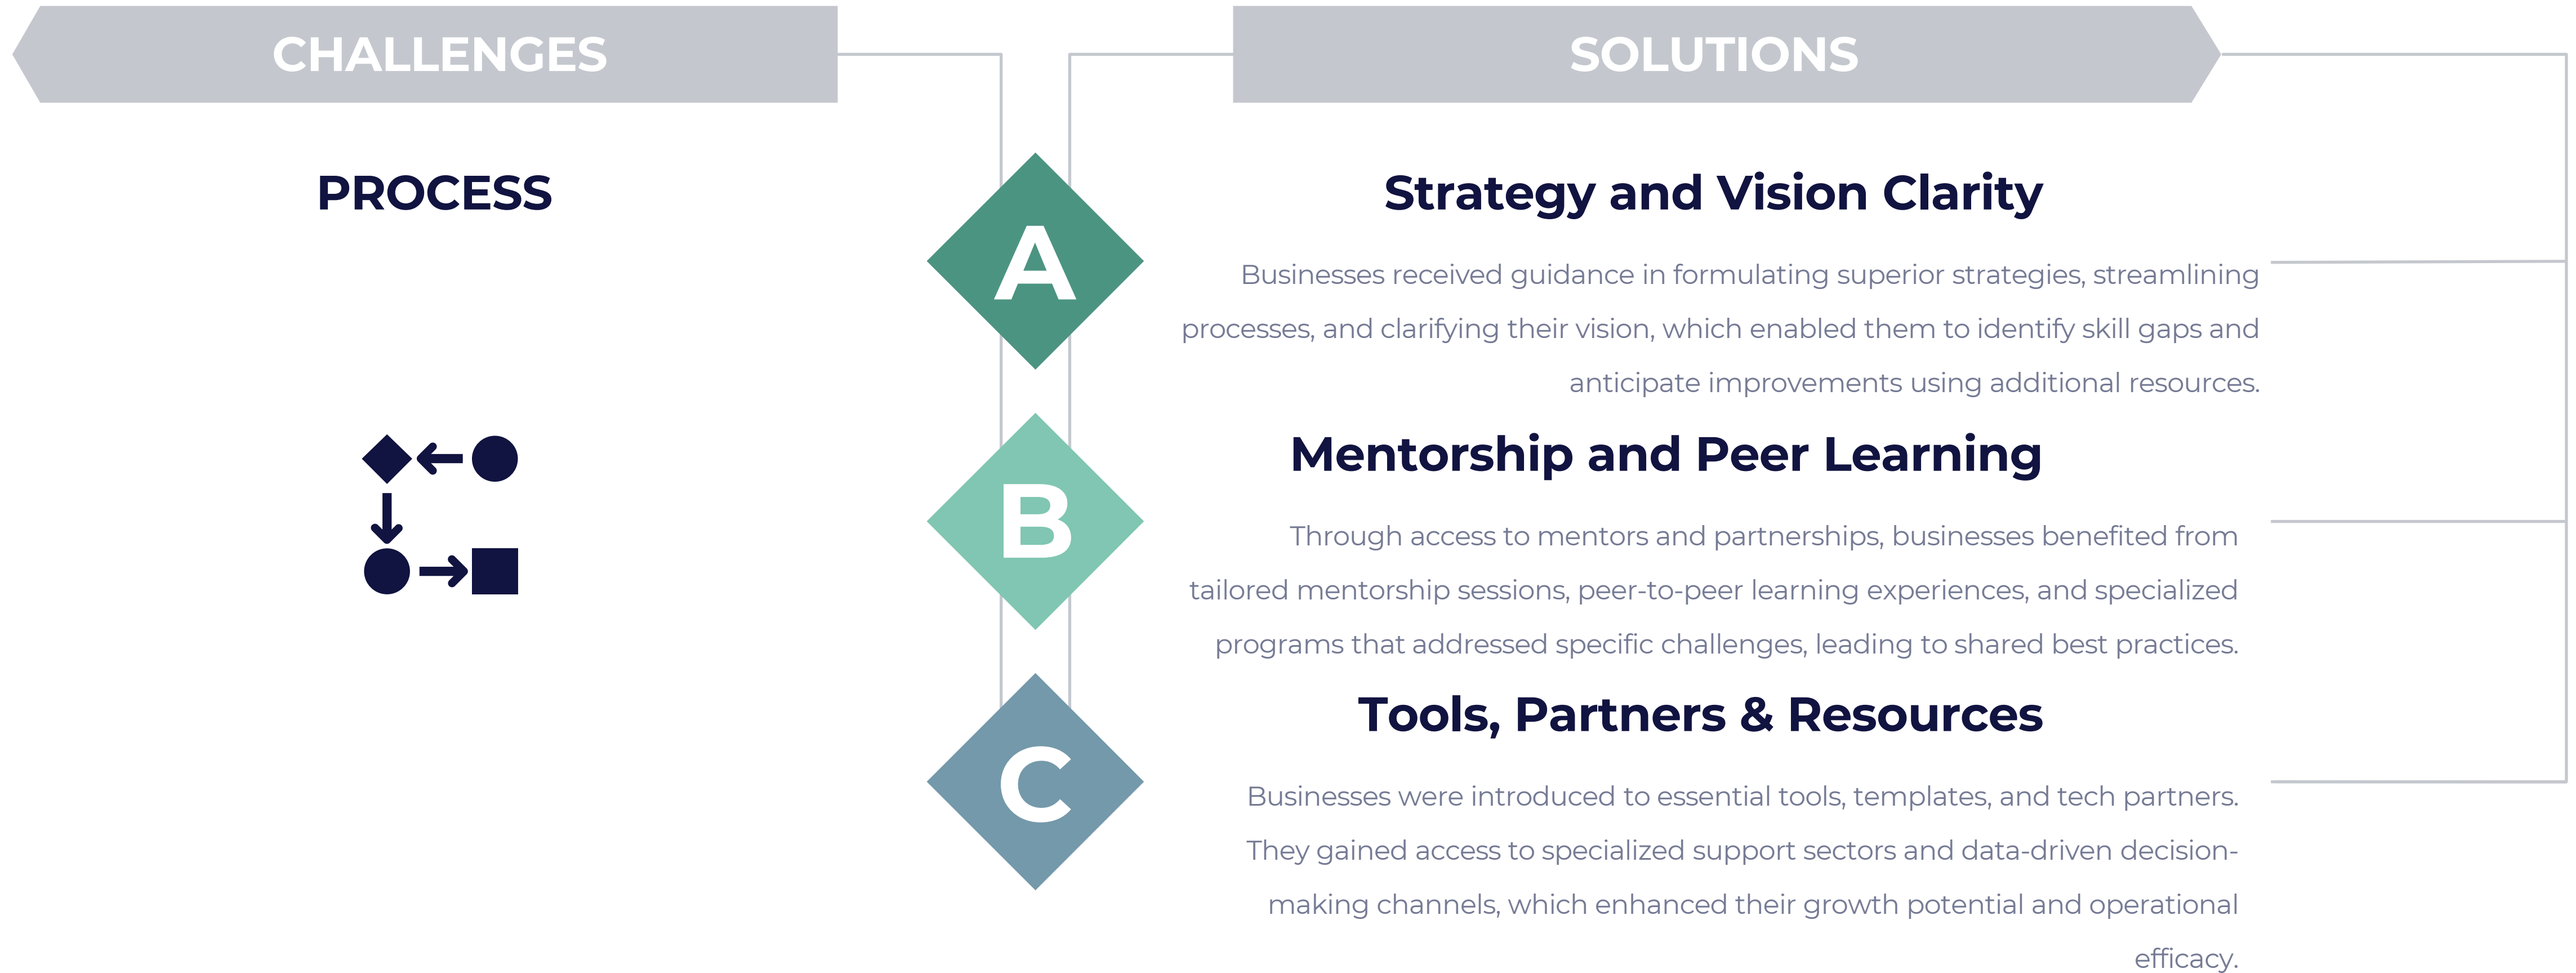 CHALLENGES
SOLUTIONS
PROCESS
A
Strategy and Vision Clarity
Businesses received guidance in formulating superior strategies, streamlining
processes, and clarifying their vision, which enabled them to identify skill gaps and
anticipate improvements using additional resources.
B
Mentorship and Peer Learning
Through access to mentors and partnerships, businesses benefited from
tailored mentorship sessions, peer-to-peer learning experiences, and specialized
programs that addressed specific challenges, leading to shared best practices.
C
Tools, Partners & Resources
Businesses were introduced to essential tools, templates, and tech partners.
They gained access to specialized support sectors and data-driven decision-
making channels, which enhanced their growth potential and operational
efficacy.